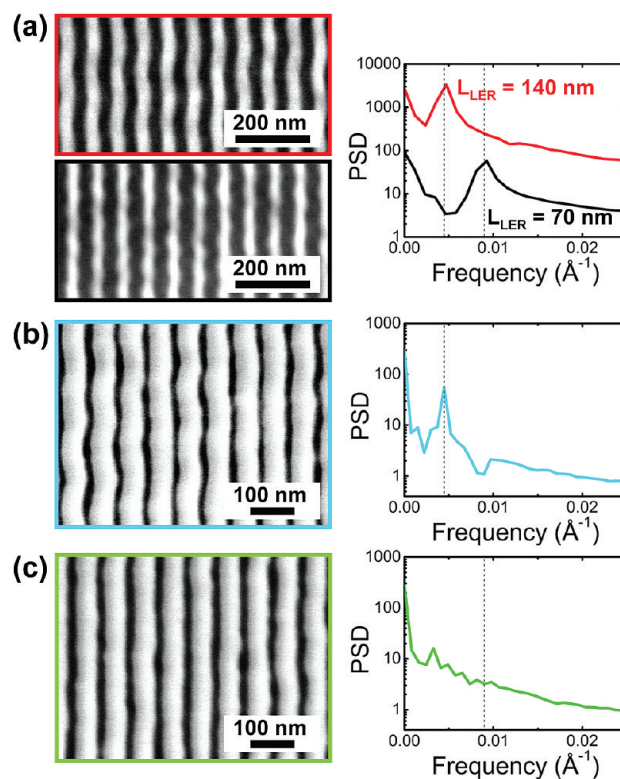 (a)
200 nm
200 nm
PSD
10000
1000
100
10
1
L_LER = 140 nm
L_LER = 70 nm
0.00 0.01 0.02
Frequency (Å⁻¹)
(b)
100 nm
PSD
1000
100
10
1
0.00 0.01 0.02
Frequency (Å⁻¹)
(c)
100 nm
PSD
1000
100
10
1
0.00 0.01 0.02
Frequency (Å⁻¹)